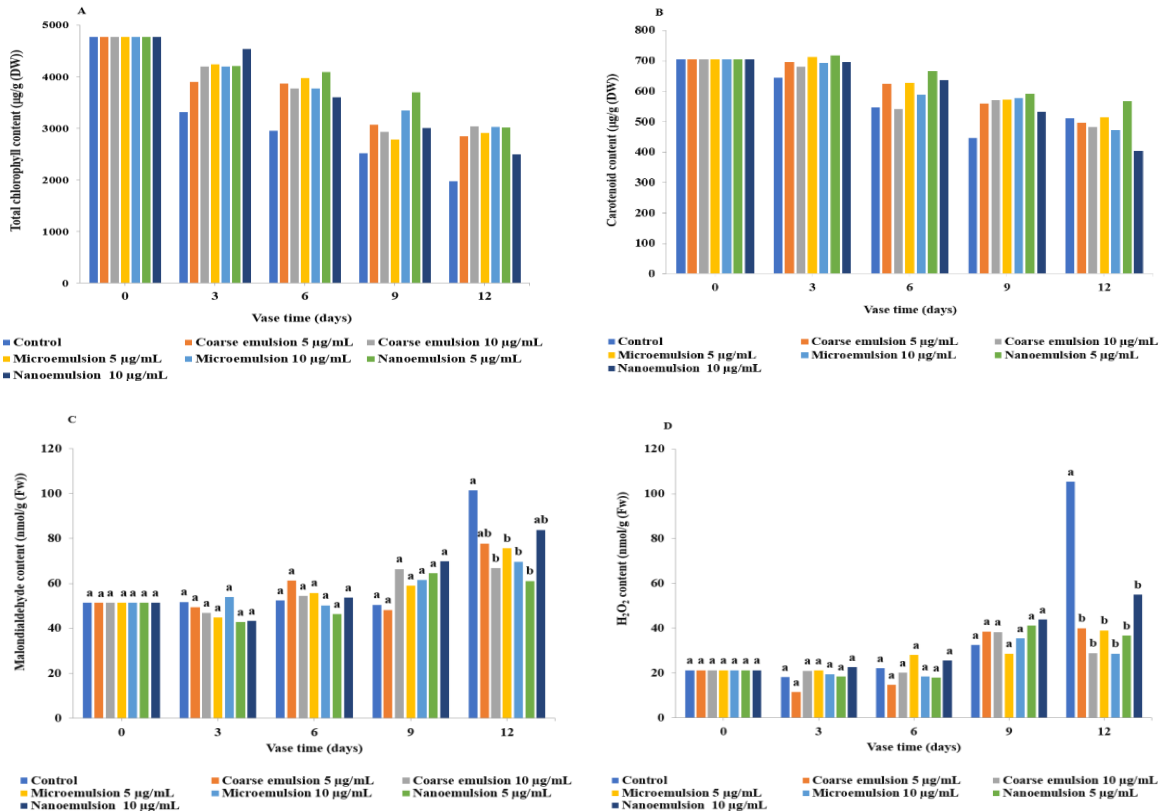 A
Total chlorophyll content (µg/g (DW))
5000
4000
3000
2000
1000
0
0 3 6 9 12
Vase time (days)
Control Coarse emulsion 5 µg/mL Coarse emulsion 10 µg/mL
Microemulsion 5 µg/mL Microemulsion 10 µg/mL Nanoemulsion 5 µg/mL
Nanoemulsion 10 µg/mL
B
Carotenoid content (µg/g (DW))
800
700
600
500
400
300
200
100
0
0 3 6 9 12
Vase time (days)
Control Coarse emulsion 5 µg/mL Coarse emulsion 10 µg/mL
Microemulsion 5 µg/mL Microemulsion 10 µg/mL Nanoemulsion 5 µg/mL
Nanoemulsion 10 µg/mL
C
Malondialdehyde content (nmol/g (Fw))
120
100
80
60
40
20
0
a a a a a a a a a a a a a a a a a a a a a a a a a a a a a ab b b b b ab
0 3 6 9 12
Vase time (days)
Control Coarse emulsion 5 µg/mL Coarse emulsion 10 µg/mL
Microemulsion 5 µg/mL Microemulsion 10 µg/mL Nanoemulsion 5 µg/mL
Nanoemulsion 10 µg/mL
D
H₂O₂ content (nmol/g (Fw))
120
100
80
60
40
20
0
a a a a a a a a a a a a a a a a a a a a a a a a a a a a a b b b b b b
0 3 6 9 12
Vase time (days)
Control Coarse emulsion 5 µg/mL Coarse emulsion 10 µg/mL
Microemulsion 5 µg/mL Microemulsion 10 µg/mL Nanoemulsion 5 µg/mL
Nanoemulsion 10 µg/mL